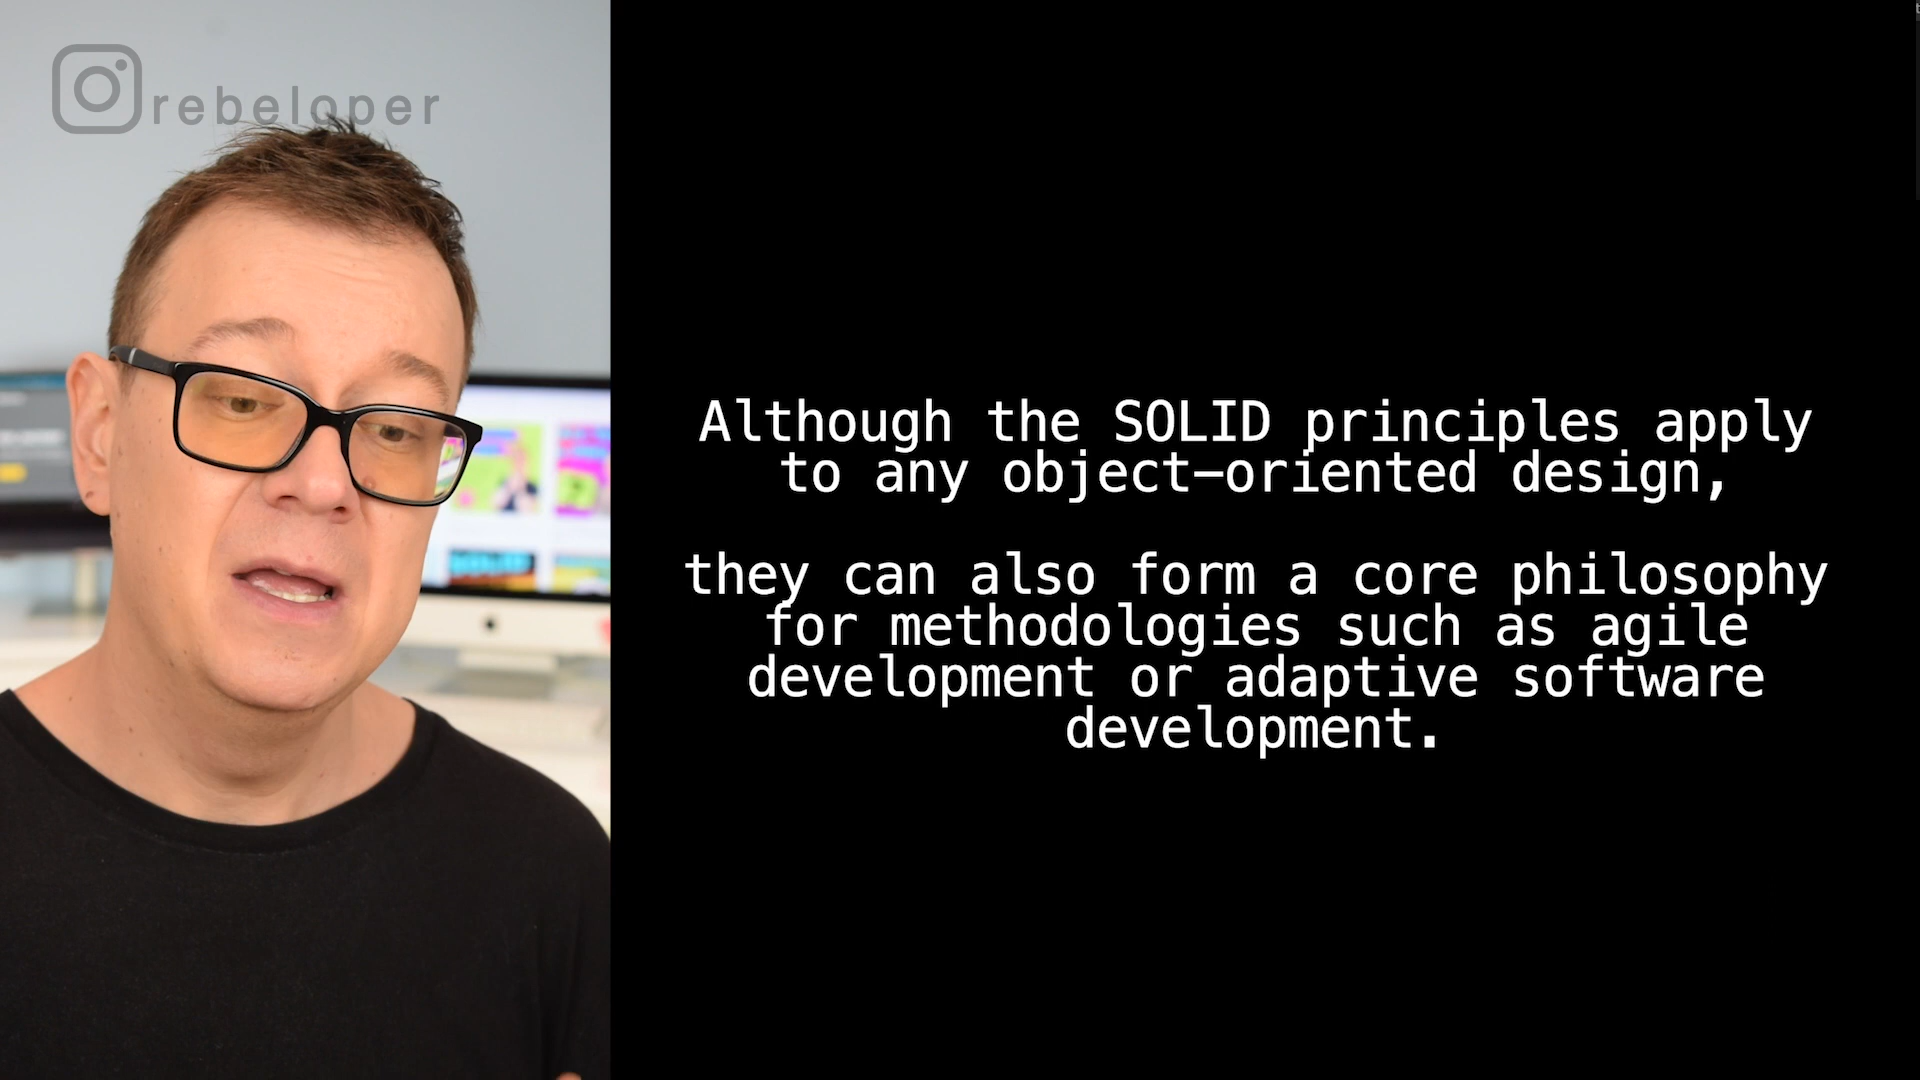 rebeloper
Although the SOLID principles apply
to any object-oriented design,
they can also form a core philosophy
for methodologies such as agile
development or adaptive software
development.
SOLID